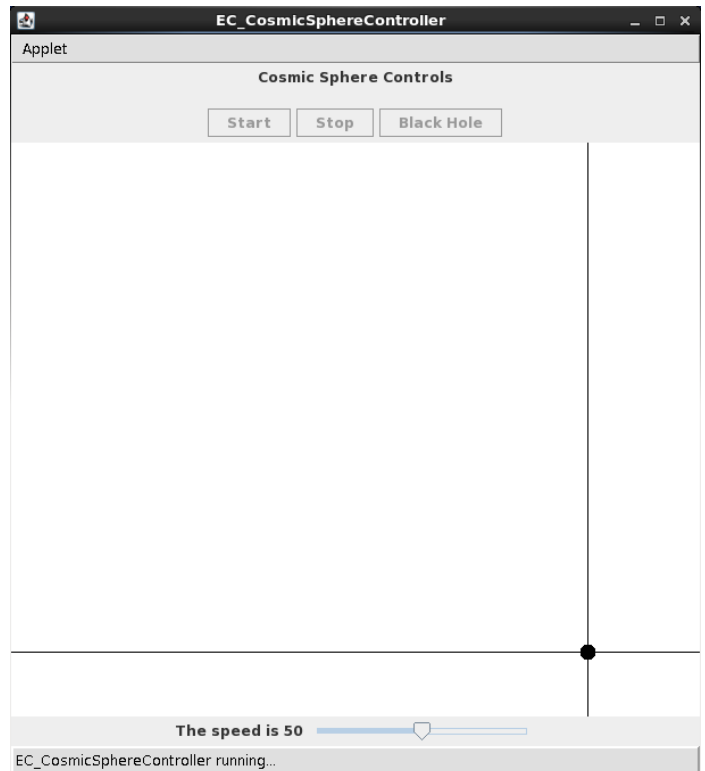 EC_CosmicSphereController
Applet
Cosmic Sphere Controls
Start Stop Black Hole
The speed is 50
EC_CosmicSphereController running...